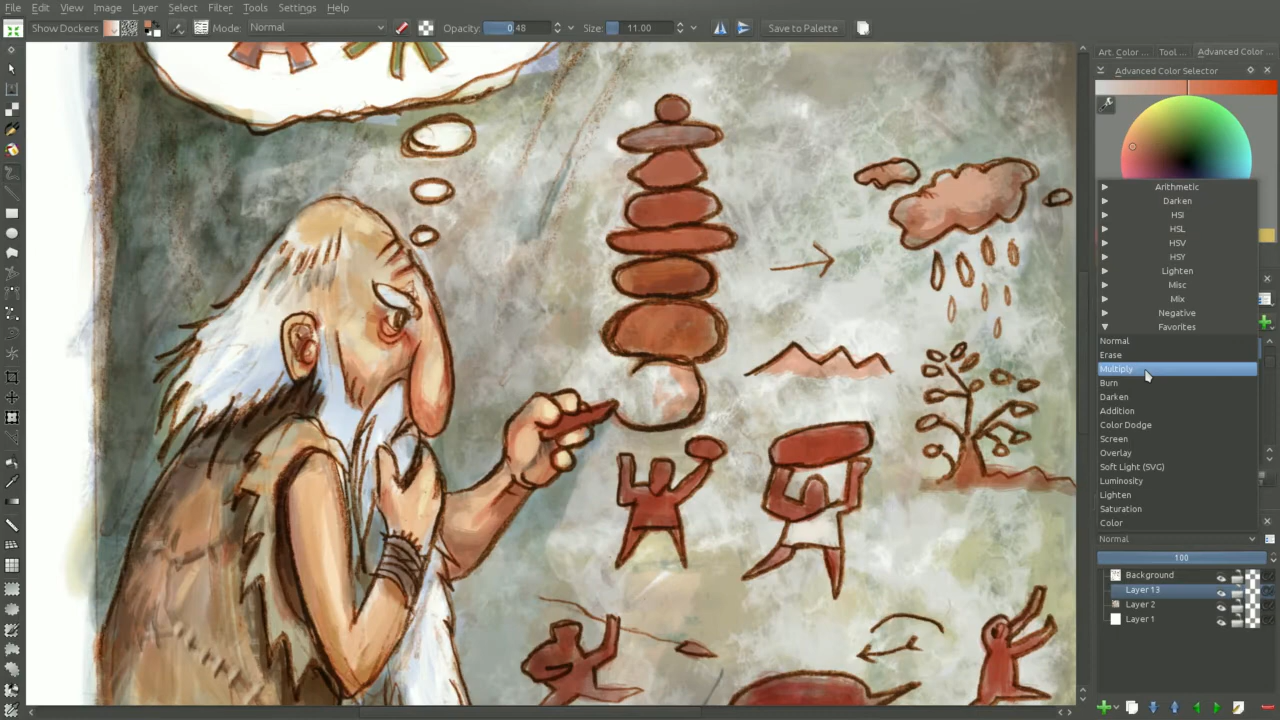 File Edit View Image Layer Select Filter Tools Settings Help
Show Dockers Mode: Normal Opacity: 0.48 Size: 11.00 Save to Palette
Art. Color ... Tool ... Advanced Color ...
Advanced Color Selector
Arithmetic
Darken
HSI
HSL
HSV
HSY
Lighten
Misc
Mix
Negative
Favorites
Normal
Erase
Multiply
Burn
Darken
Addition
Color Dodge
Screen
Overlay
Soft Light (SVG)
Luminosity
Lighten
Saturation
Color
Normal
100
Background
Layer 13
Layer 2
Layer 1